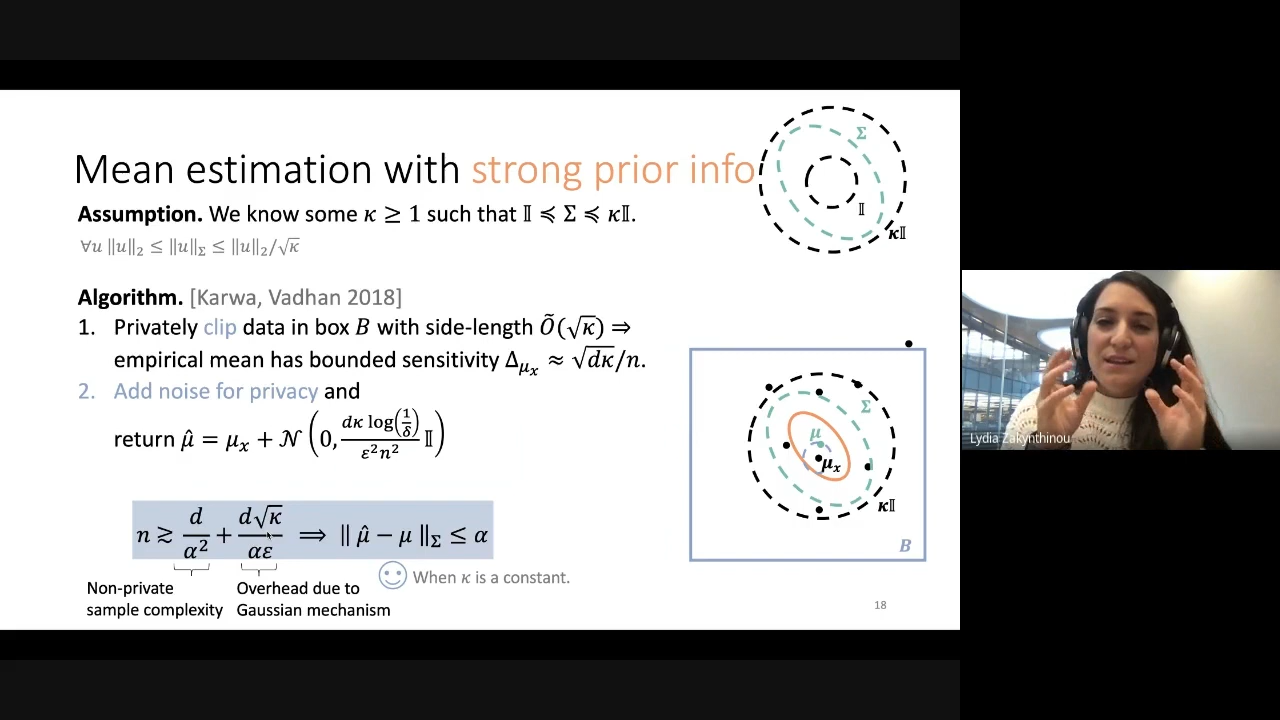 Mean estimation with strong prior info
Assumption. We know some κ ≥ 1 such that 𝕀 ≼ Σ ≼ κ𝕀.
∀u ‖u‖₂ ≤ ‖u‖_Σ ≤ ‖u‖₂/√κ
Σ
𝕀
κ𝕀
Algorithm. [Karwa, Vadhan 2018]
1. Privately clip data in box B with side-length Õ(√κ) ⇒
empirical mean has bounded sensitivity Δ_{μ_x} ≈ √(dκ)/n.
2. Add noise for privacy and
return μ̂ = μ_x + 𝒩(0, dκ log(1/δ)/(ε²n²) 𝕀)
n ≳ d/α² + d√κ/(αε) ⟹ ‖ μ̂ − μ ‖_Σ ≤ α
Non-private
sample complexity
Overhead due to
Gaussian mechanism
When κ is a constant.
Σ
μ
μ_x
κ𝕀
B
18
Lydia Zakynthinou